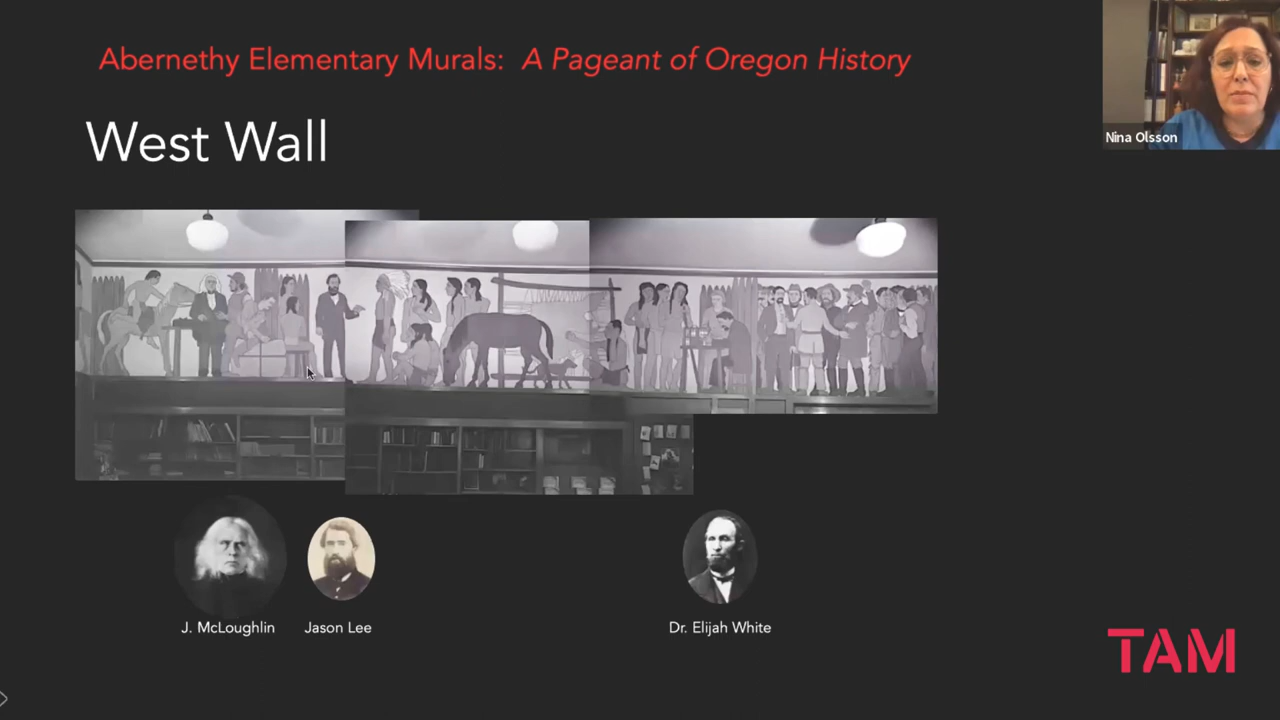 Abernethy Elementary Murals: A Pageant of Oregon History
West Wall
Nina Olsson
J. McLoughlin
Jason Lee
Dr. Elijah White
TAM